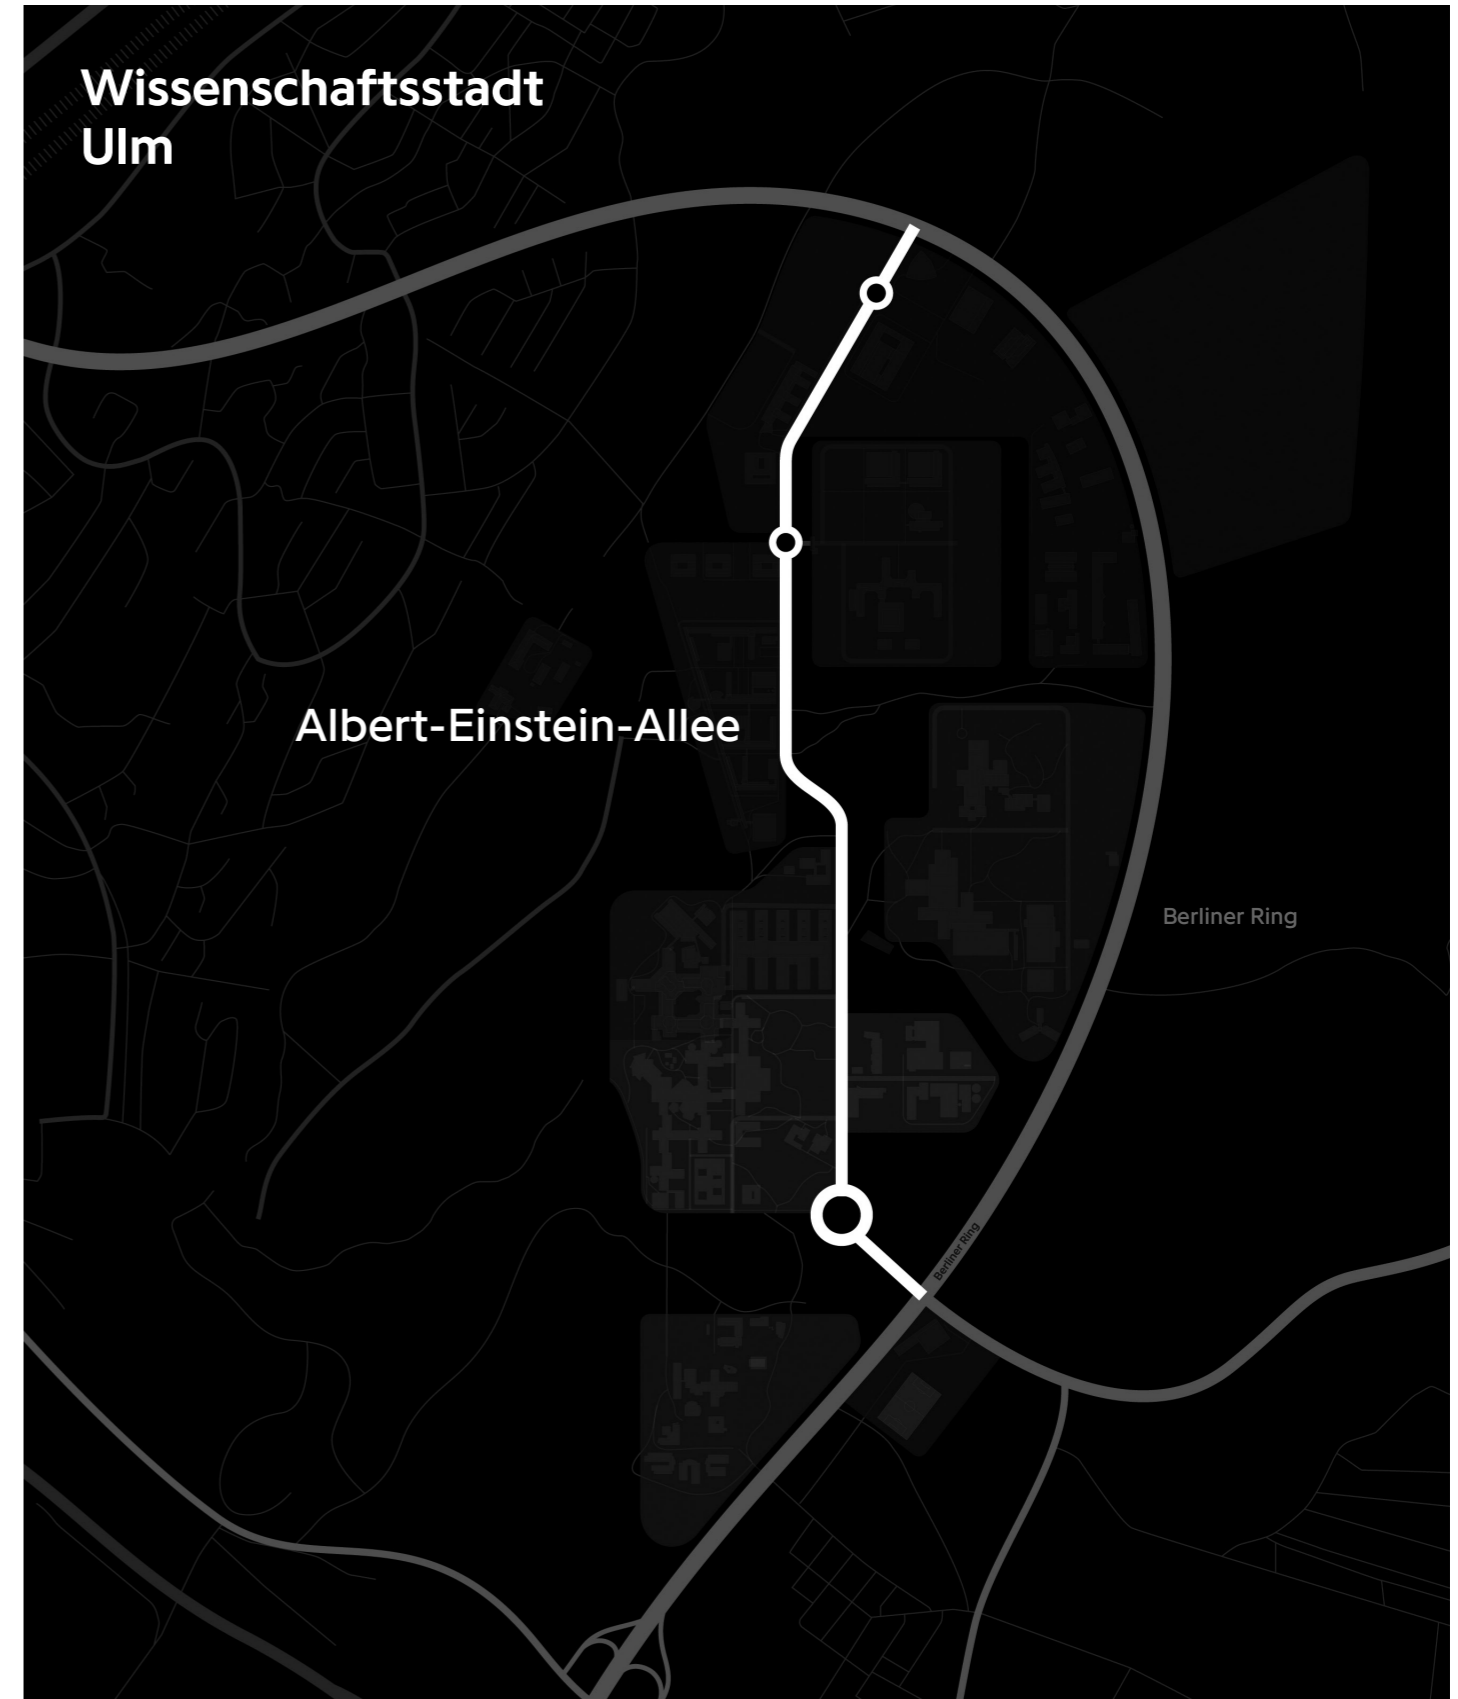 Wissenschaftsstadt
Ulm
Albert-Einstein-Allee
Berliner Ring
Berliner Ring